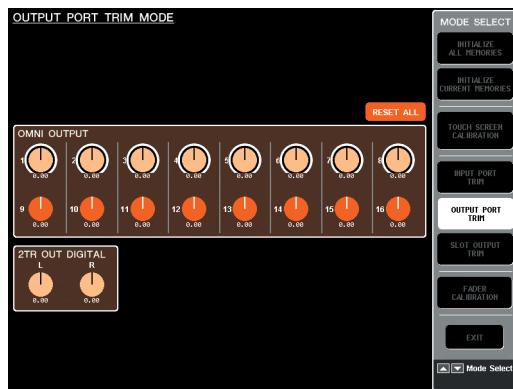 OUTPUT PORT TRIM MODE
RESET ALL
OMNI OUTPUT
1 2 3 4 5 6 7 8
0.00 0.00 0.00 0.00 0.00 0.00 0.00 0.00
9 10 11 12 13 14 15 16
0.00 0.00 0.00 0.00 0.00 0.00 0.00 0.00
2TR OUT DIGITAL
L R
0.00 0.00
MODE SELECT
INITIALIZE
ALL MEMORIES
INITIALIZE
CURRENT MEMORIES
TOUCH SCREEN
CALIBRATION
INPUT PORT
TRIM
OUTPUT PORT
TRIM
SLOT OUTPUT
TRIM
FADER
CALIBRATION
EXIT
Mode Select